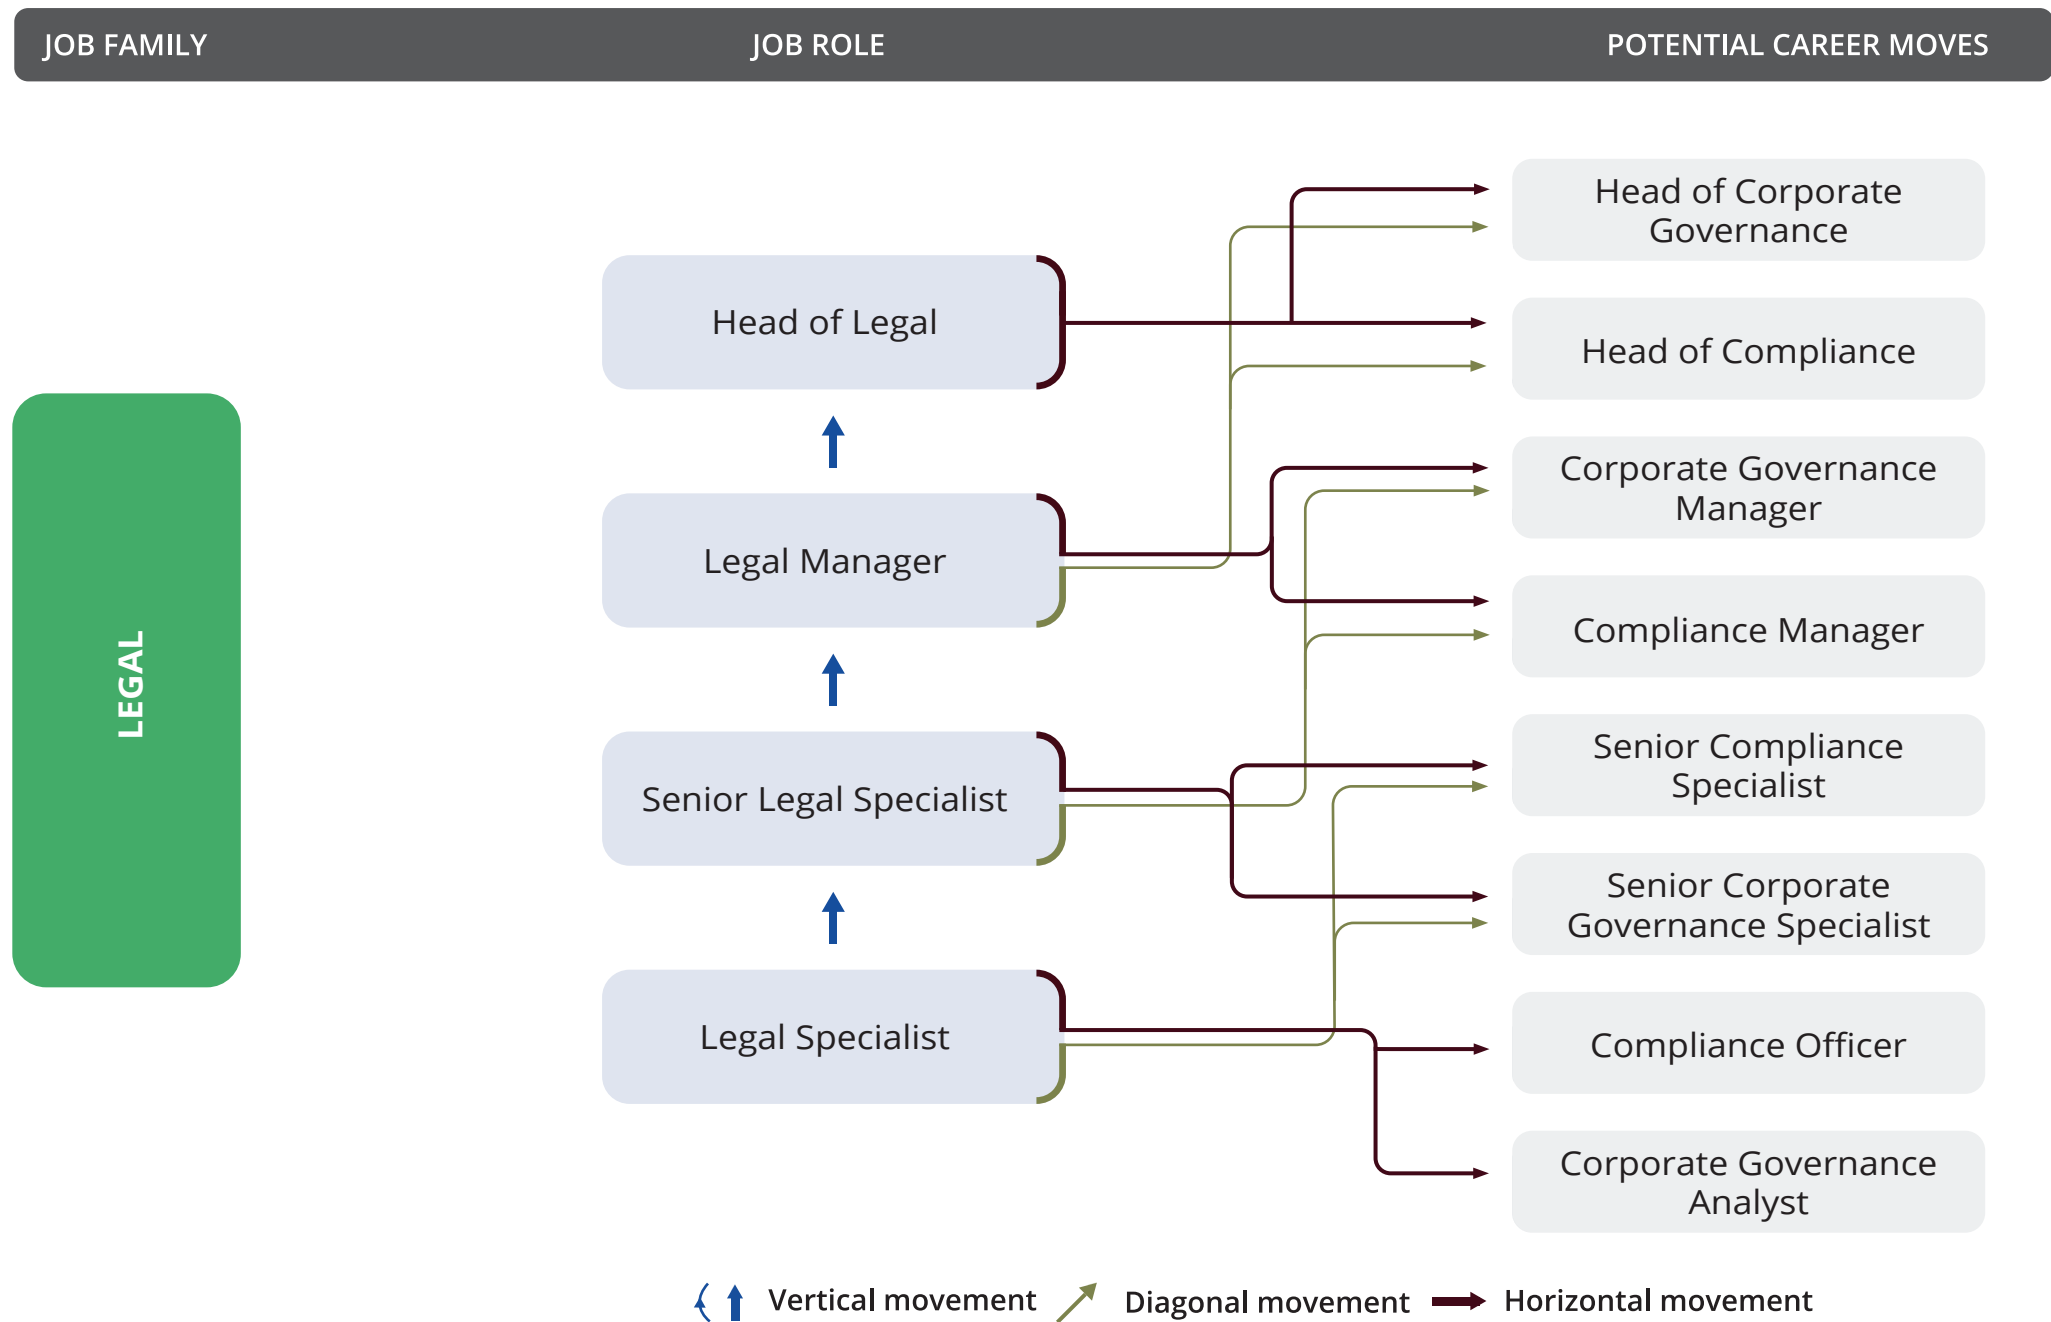 JOB FAMILY
JOB ROLE
POTENTIAL CAREER MOVES
LEGAL
Head of Legal
Legal Manager
Senior Legal Specialist
Legal Specialist
Head of Corporate
Governance
Head of Compliance
Corporate Governance
Manager
Compliance Manager
Senior Compliance
Specialist
Senior Corporate
Governance Specialist
Compliance Officer
Corporate Governance
Analyst
Vertical movement
Diagonal movement
Horizontal movement